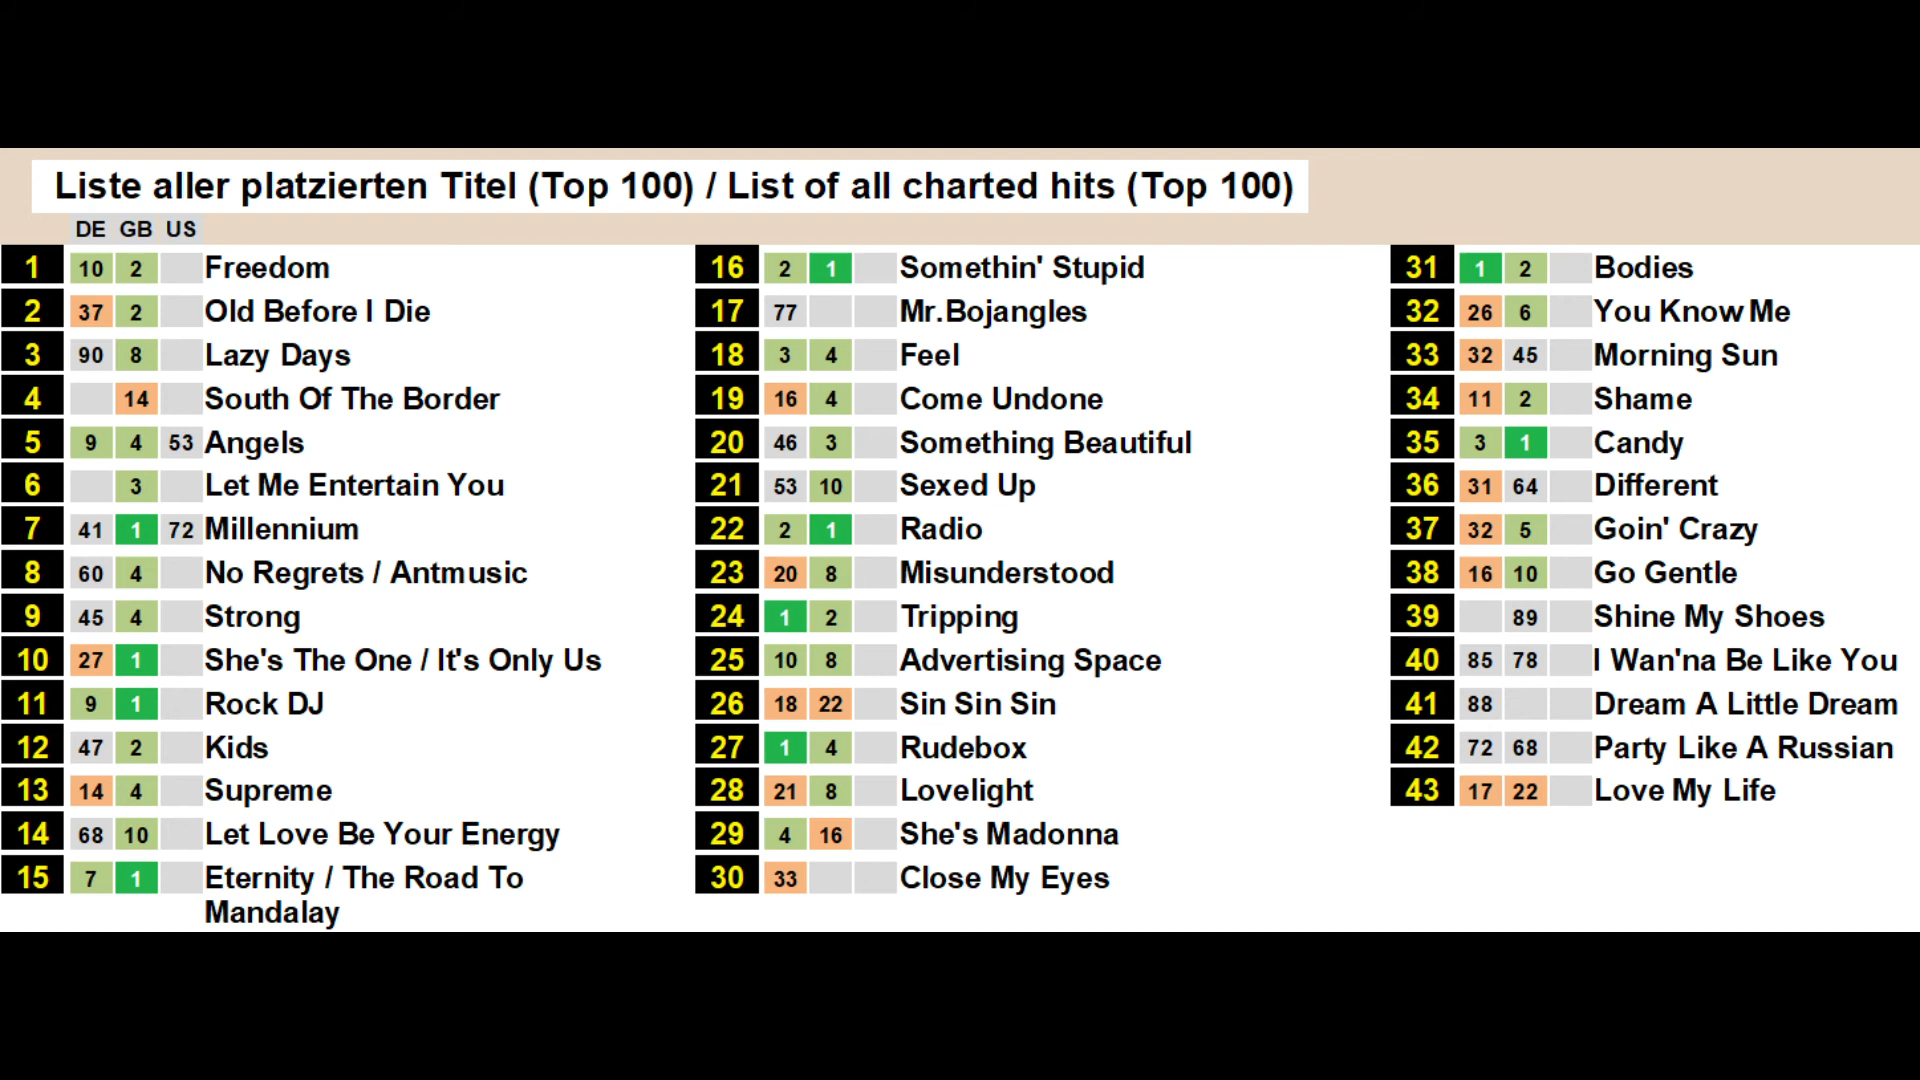 Liste aller platzierten Titel (Top 100) / List of all charted hits (Top 100)
DE GB US
1 10 2 Freedom
2 37 2 Old Before I Die
3 90 8 Lazy Days
4 14 South Of The Border
5 9 4 53 Angels
6 3 Let Me Entertain You
7 41 1 72 Millennium
8 60 4 No Regrets / Antmusic
9 45 4 Strong
10 27 1 She's The One / It's Only Us
11 9 1 Rock DJ
12 47 2 Kids
13 14 4 Supreme
14 68 10 Let Love Be Your Energy
15 7 1 Eternity / The Road To
Mandalay
16 2 1 Somethin' Stupid
17 77 Mr.Bojangles
18 3 4 Feel
19 16 4 Come Undone
20 46 3 Something Beautiful
21 53 10 Sexed Up
22 2 1 Radio
23 20 8 Misunderstood
24 1 2 Tripping
25 10 8 Advertising Space
26 18 22 Sin Sin Sin
27 1 4 Rudebox
28 21 8 Lovelight
29 4 16 She's Madonna
30 33 Close My Eyes
31 1 2 Bodies
32 26 6 You Know Me
33 32 45 Morning Sun
34 11 2 Shame
35 3 1 Candy
36 31 64 Different
37 32 5 Goin' Crazy
38 16 10 Go Gentle
39 89 Shine My Shoes
40 85 78 I Wan'na Be Like You
41 88 Dream A Little Dream
42 72 68 Party Like A Russian
43 17 22 Love My Life